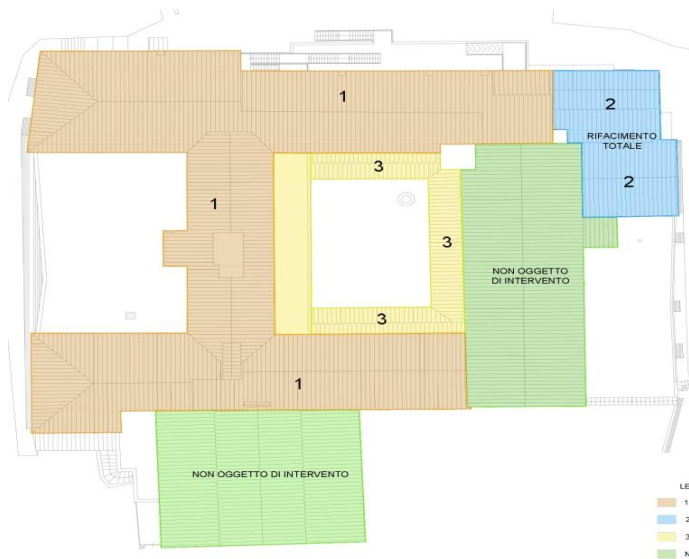 1
2
RIFACIMENTO
TOTALE
2
3
1
3
NON OGGETTO
DI INTERVENTO
3
1
NON OGGETTO DI INTERVENTO
LE
1
2
3
N